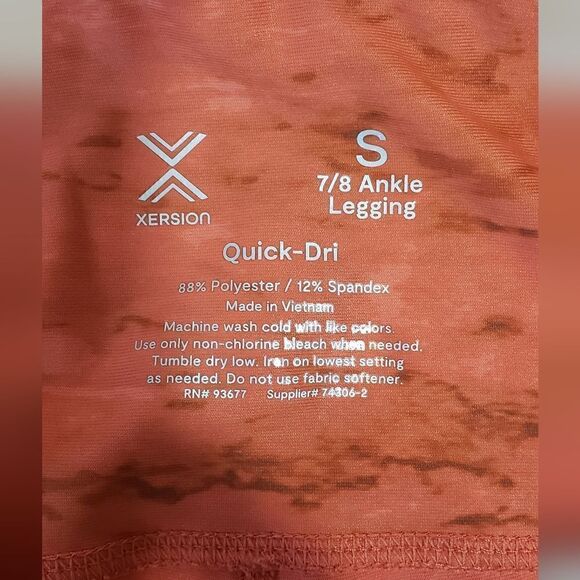 XERSION
S
7/8 Ankle
Legging
Quick-Dri
88% Polyester / 12% Spandex
Made in Vietnam
Machine wash cold with like colors.
Use only non-chlorine bleach when needed.
Tumble dry low. Iron on lowest setting
as needed. Do not use fabric softener.
RN# 93677 Supplier# 74306-2